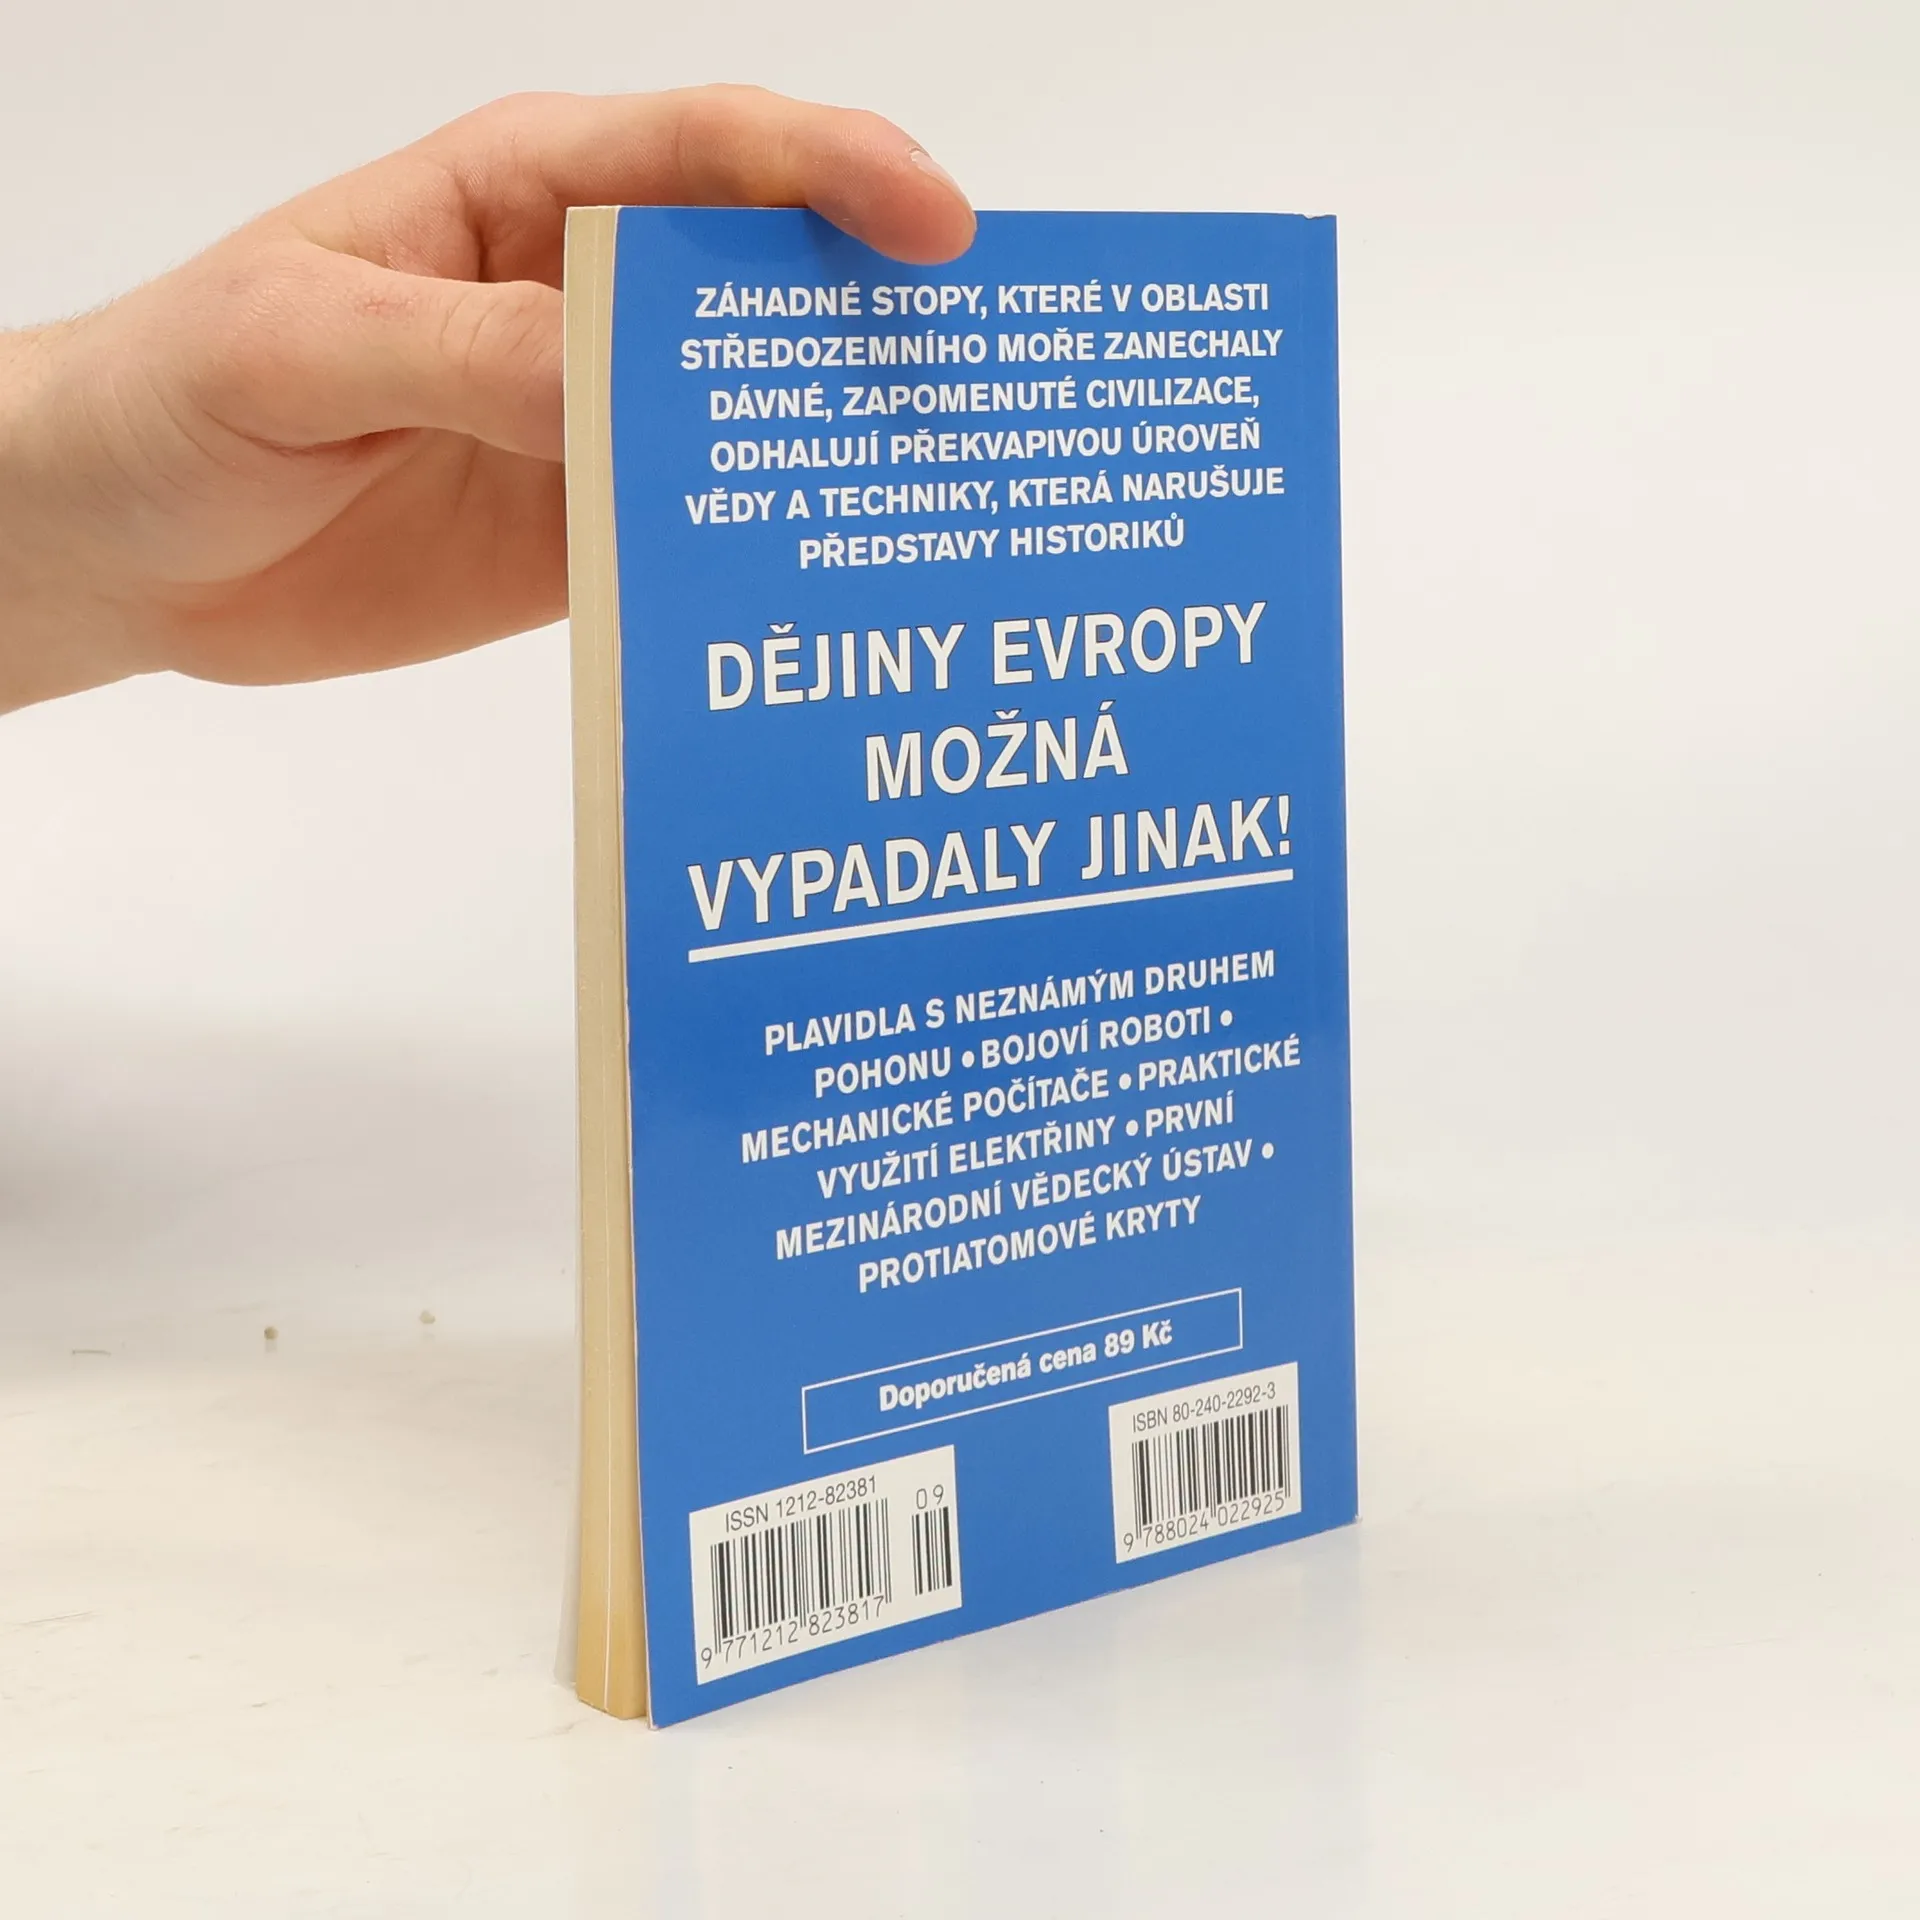 ZÁHADNÉ STOPY, KTERÉ V OBLASTI
STŘEDOZEMNÍHO MOŘE ZANECHALY
DÁVNÉ, ZAPOMENUTÉ CIVILIZACE,
ODHALUJÍ PŘEKVAPIVOU ÚROVEŇ
VĚDY A TECHNIKY, KTERÁ NARUŠUJE
PŘEDSTAVY HISTORIKŮ
DĚJINY EVROPY
MOŽNÁ
VYPADALY JINAK!
PLAVIDLA S NEZNÁMÝM DRUHEM
POHONU • BOJOVÍ ROBOTI •
MECHANICKÉ POČÍTAČE • PRAKTICKÉ
VYUŽITÍ ELEKTŘINY • PRVNÍ
MEZINÁRODNÍ VĚDECKÝ ÚSTAV •
PROTIATOMOVÉ KRYTY
Doporučená cena 89 Kč
ISSN 1212-82381
09
9 771212 823817
ISBN 80-240-2292-3
9 788024 022925